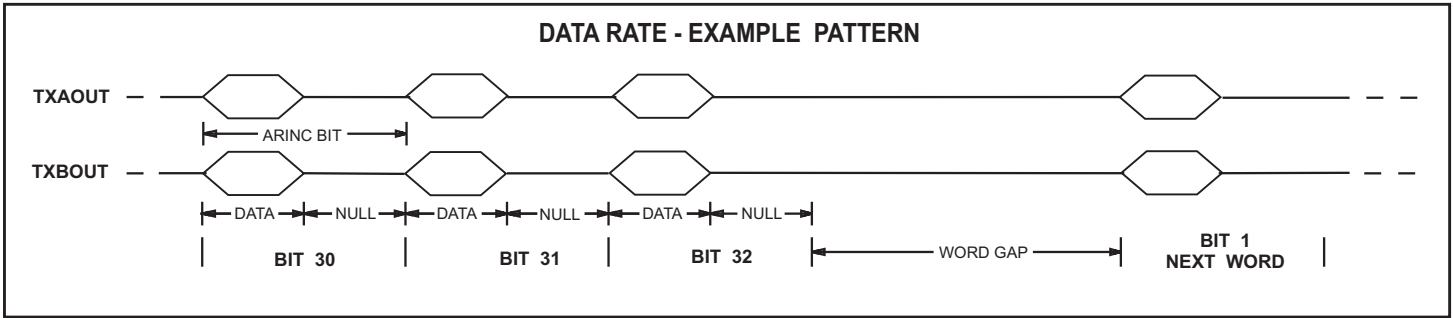 DATA RATE - EXAMPLE PATTERN
TXAOUT
ARINC BIT
TXBOUT
DATA NULL DATA NULL DATA NULL
BIT 30 BIT 31 BIT 32 WORD GAP BIT 1
NEXT WORD